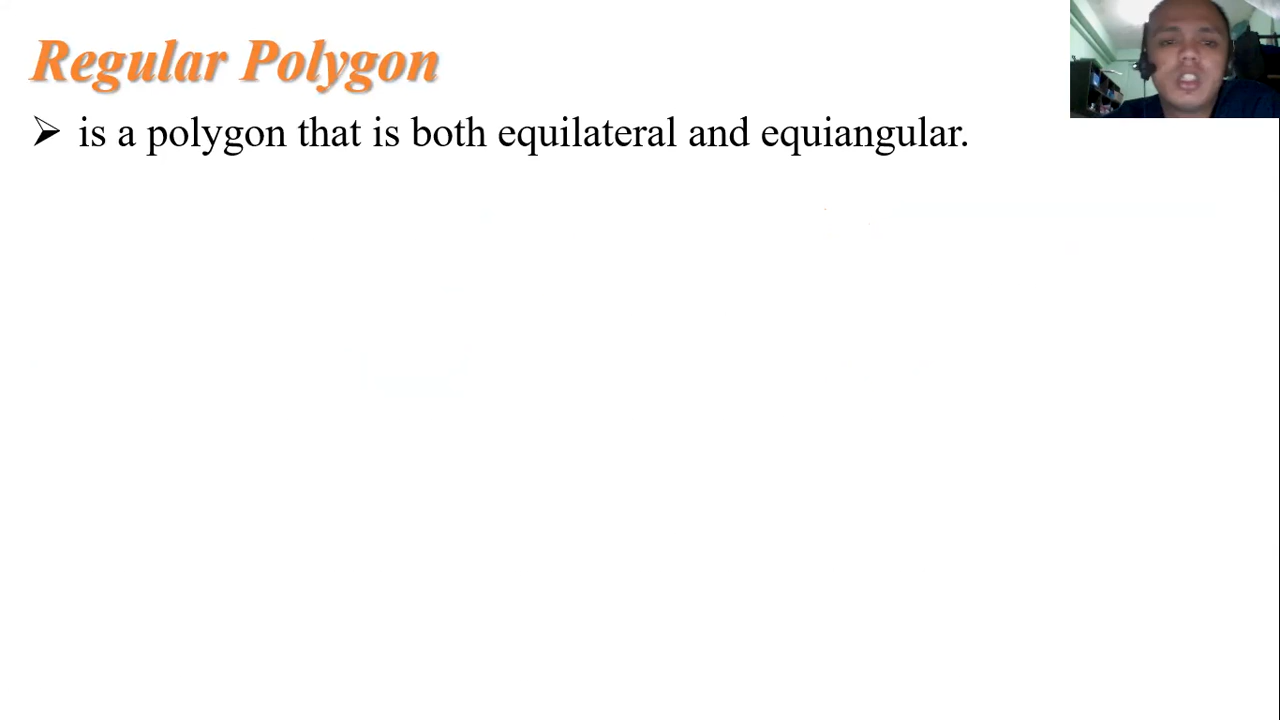 Regular Polygon
➢ is a polygon that is both equilateral and equiangular.